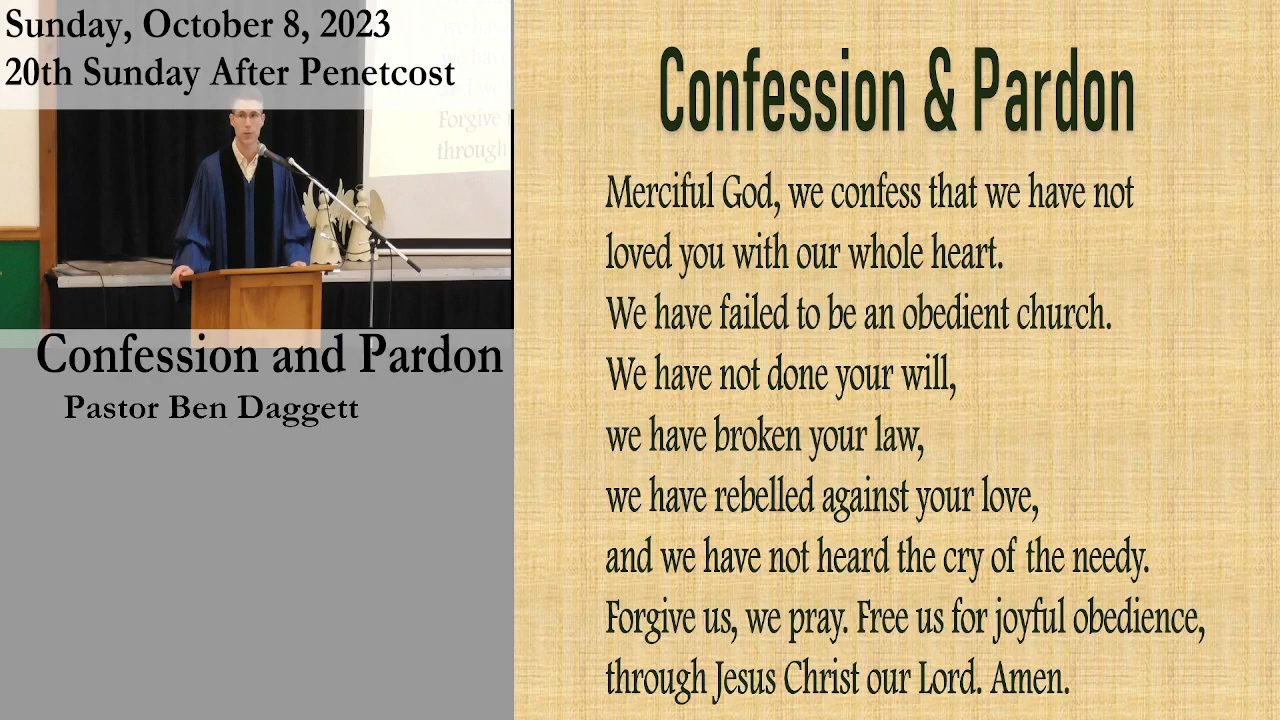 Sunday, October 8, 2023
20th Sunday After Penetcost
Forgive
through
Confession and Pardon
Pastor Ben Daggett
Confession & Pardon
Merciful God, we confess that we have not
loved you with our whole heart.
We have failed to be an obedient church.
We have not done your will,
we have broken your law,
we have rebelled against your love,
and we have not heard the cry of the needy.
Forgive us, we pray. Free us for joyful obedience,
through Jesus Christ our Lord. Amen.